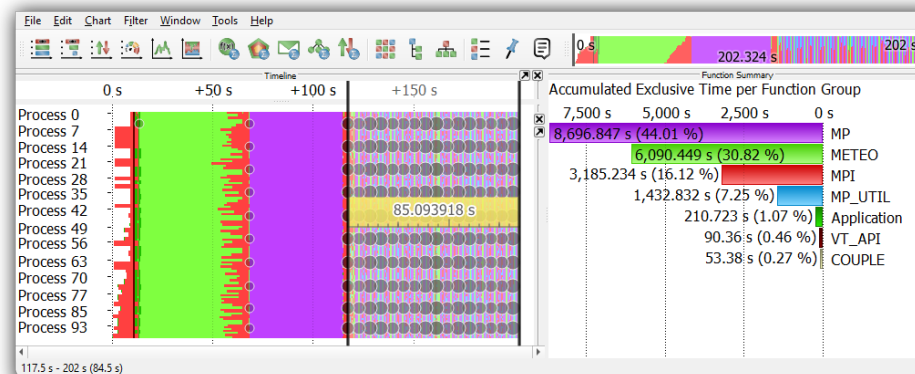 File Edit Chart Filter Window Tools Help
0 s 202.324 s 202 s
Timeline
0 s +50 s +100 s +150 s
Process 0
Process 7
Process 14
Process 21
Process 28
Process 35
Process 42
Process 49
Process 56
Process 63
Process 70
Process 77
Process 85
Process 93
85.093918 s
Function Summary
Accumulated Exclusive Time per Function Group
7,500 s 5,000 s 2,500 s 0 s
8,696.847 s (44.01 %) MP
6,090.449 s (30.82 %) METEO
3,185.234 s (16.12 %) MPI
1,432.832 s (7.25 %) MP_UTIL
210.723 s (1.07 %) Application
90.36 s (0.46 %) VT_API
53.38 s (0.27 %) COUPLE
117.5 s - 202 s (84.5 s)